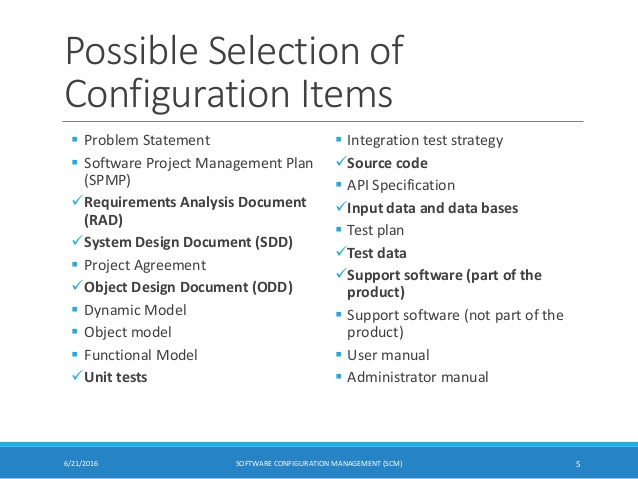 Possible Selection of
Configuration Items
▪ Problem Statement
▪ Software Project Management Plan
(SPMP)
✓Requirements Analysis Document
(RAD)
✓System Design Document (SDD)
▪ Project Agreement
✓Object Design Document (ODD)
▪ Dynamic Model
▪ Object model
▪ Functional Model
✓Unit tests
▪ Integration test strategy
✓Source code
▪ API Specification
✓Input data and data bases
▪ Test plan
✓Test data
✓Support software (part of the
product)
▪ Support software (not part of the
product)
▪ User manual
▪ Administrator manual
6/21/2016 SOFTWARE CONFIGURATION MANAGEMENT (SCM) 5